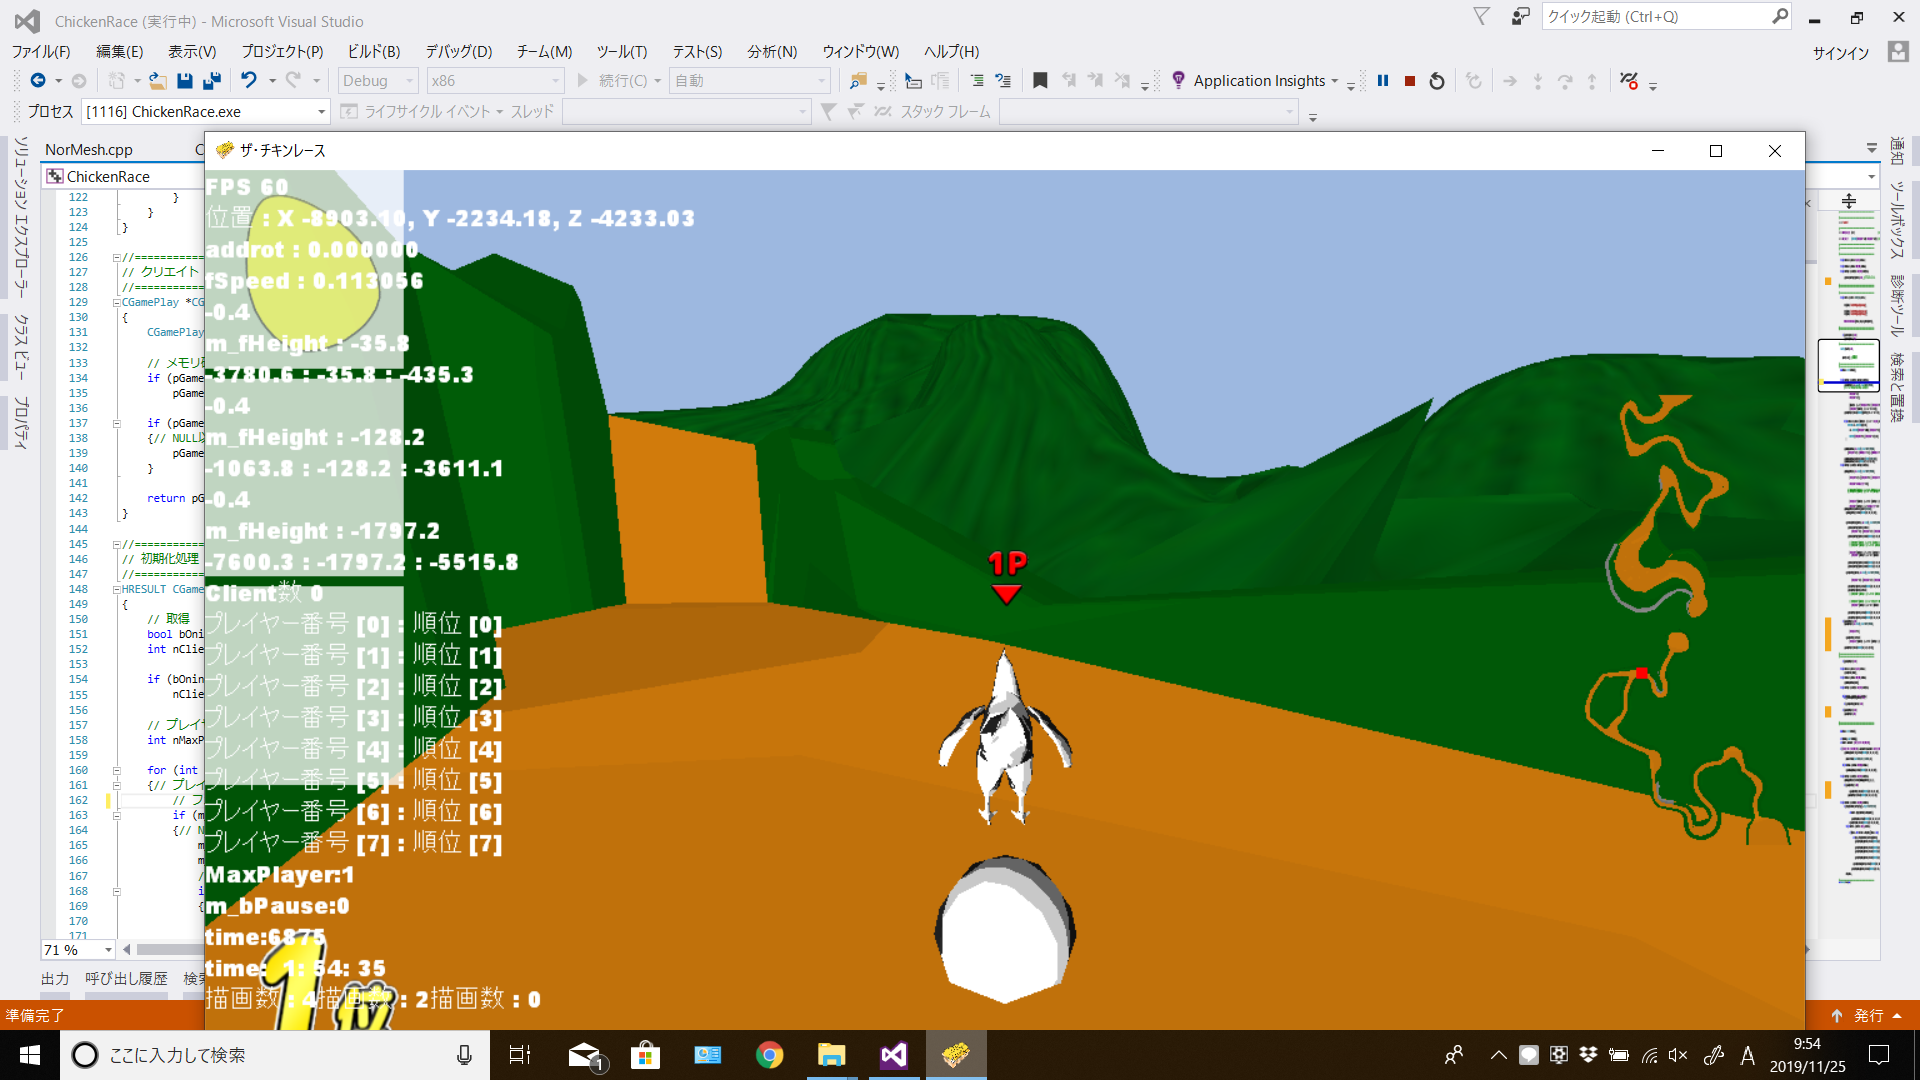 ChickenRace (実行中) - Microsoft Visual Studio
クイック起動 (Ctrl+Q)
ファイル(F) 編集(E) 表示(V) プロジェクト(P) ビルド(B) デバッグ(D) チーム(M) ツール(T) テスト(S) 分析(N) ウィンドウ(W) ヘルプ(H)
サインイン
Debug x86 続行(C) 自動 Application Insights
プロセス [1116] ChickenRace.exe ライフサイクル イベント スレッド スタック フレーム
ソリューション エクスプローラー
クラス ビュー
プロパティ
NorMesh.cpp
ChickenRace
122 }
123 }
124 }
125
126 //===========
127 // クリエイト
128 //===========
129 CGamePlay *CG
130 {
131 CGamePlay
132
133 // メモリ
134 if (pGame
135 pGame
136
137 if (pGame
138 {// NULL以
139 pGame
140 }
141
142 return pG
143 }
144
145 //===========
146 // 初期化処理
147 //===========
148 HRESULT CGame
149 {
150 // 取得
151 bool bOnin
152 int nClie
153
154 if (bOnin
155 nClie
156
157 // プレイヤ
158 int nMaxP
159
160 for (int
161 {// プレイ
162 // プ
163 if (m
164 {// N
165 m
166 m
167 /
168 i
169 {
170
171
71 %
出力 呼び出し履歴 検索
準備完了
ザ・チキンレース
FPS 60
位置 : X -8903.10, Y -2234.18, Z -4233.03
addrot : 0.000000
fSpeed : 0.113056
-0.4
m_fHeight : -35.8
-3780.6 : -35.8 : -435.3
-0.4
m_fHeight : -128.2
-1063.8 : -128.2 : -3611.1
-0.4
m_fHeight : -1797.2
-7600.3 : -1797.2 : -5515.8
Client数 0
プレイヤー番号 [0] : 順位 [0]
プレイヤー番号 [1] : 順位 [1]
プレイヤー番号 [2] : 順位 [2]
プレイヤー番号 [3] : 順位 [3]
プレイヤー番号 [4] : 順位 [4]
プレイヤー番号 [5] : 順位 [5]
プレイヤー番号 [6] : 順位 [6]
プレイヤー番号 [7] : 順位 [7]
MaxPlayer:1
m_bPause:0
time:6875
time: 1: 54: 35
描画数 : 4描画数 : 2描画数 : 0
1位
1P
通知
ツールボックス
診断ツール
検索と置換
発行
ここに入力して検索
1
A
9:54
2019/11/25